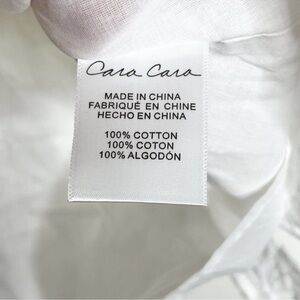 Cara Cara
MADE IN CHINA
FABRIQUÉ EN CHINE
HECHO EN CHINA
100% COTTON
100% COTON
100% ALGODÓN